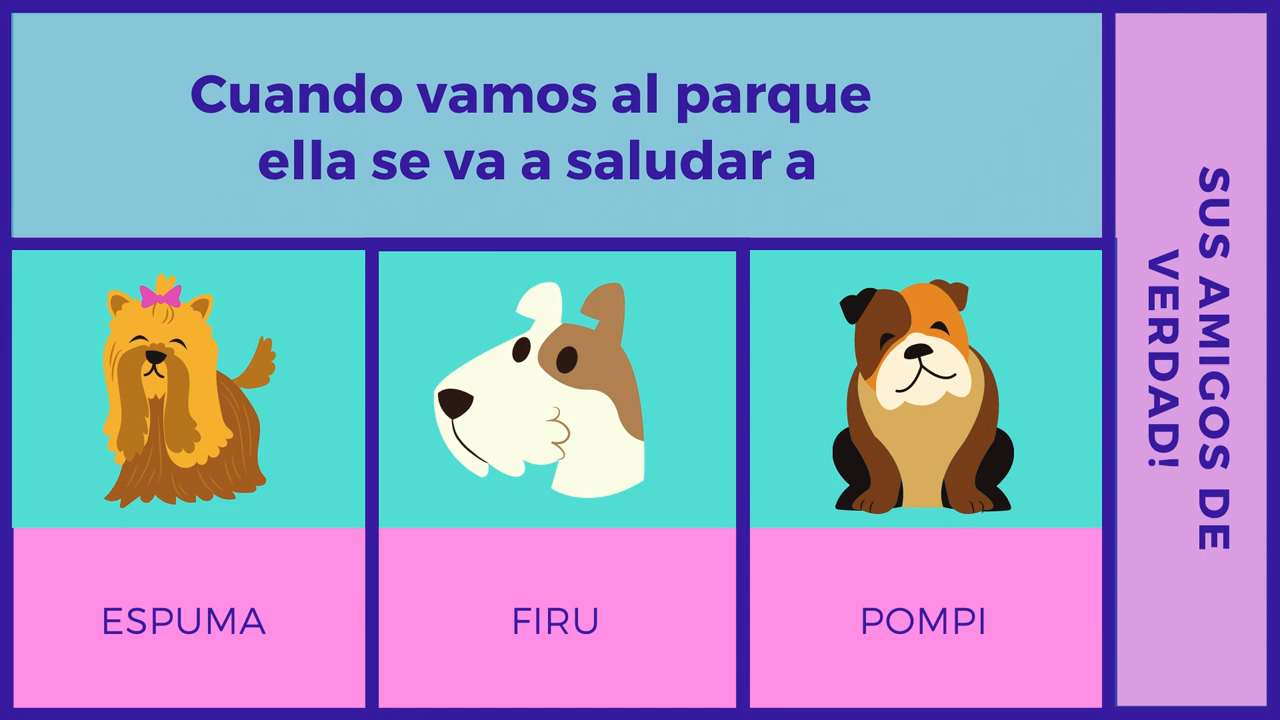 Cuando vamos al parque
ella se va a saludar a
ESPUMA
FIRU
POMPI
SUS AMIGOS DE
VERDAD!